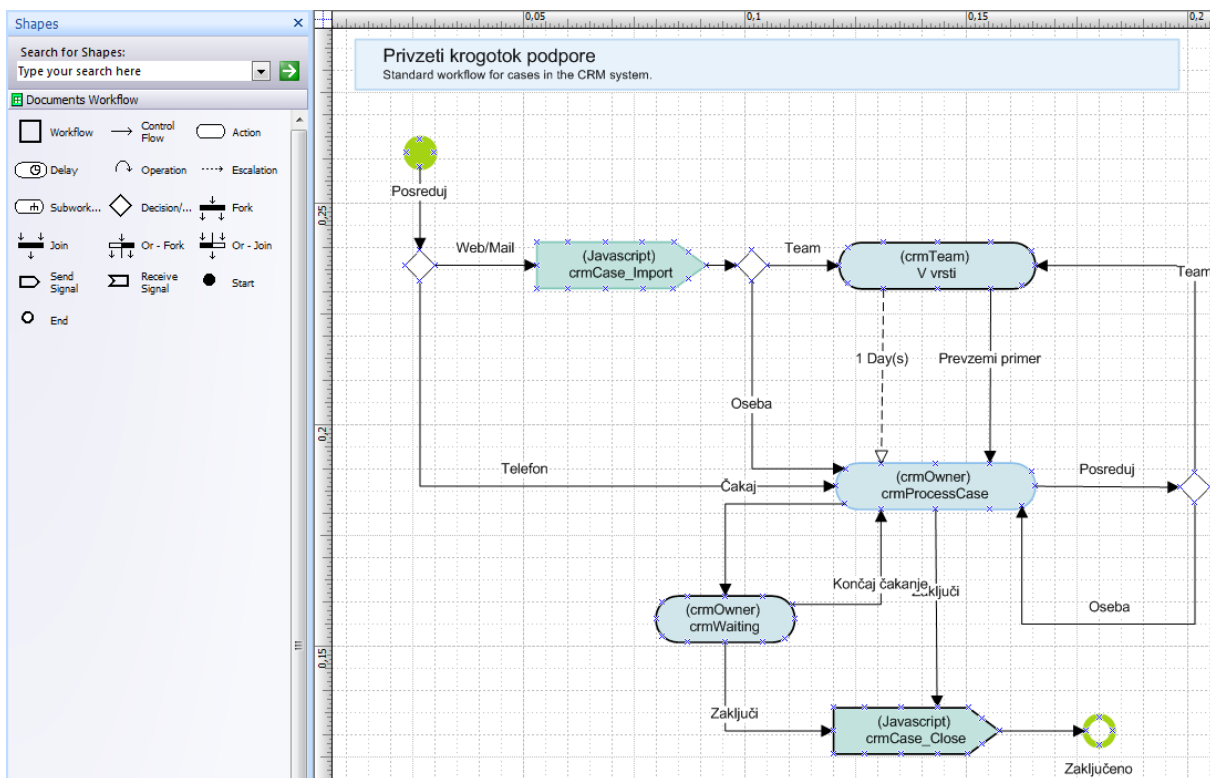 Shapes
Search for Shapes:
Type your search here
Documents Workflow
Workflow
Control
Flow
Action
Delay
Operation
Escalation
Subwork...
Decision/...
Fork
Join
Or - Fork
Or - Join
Send
Signal
Receive
Signal
Start
End
0,05
0,1
0,15
0,2
0,25
0,2
0,15
Privzeti krogotok podpore
Standard workflow for cases in the CRM system.
Posreduj
Web/Mail
(Javascript)
crmCase_Import
Team
(crmTeam)
V vrsti
Team
1 Day(s)
Prevzemi primer
Oseba
Telefon
Čakaj
(crmOwner)
crmProcessCase
Posreduj
Končaj čakanje
Zaključi
(crmOwner)
crmWaiting
Oseba
Zaključi
(Javascript)
crmCase_Close
Zaključeno